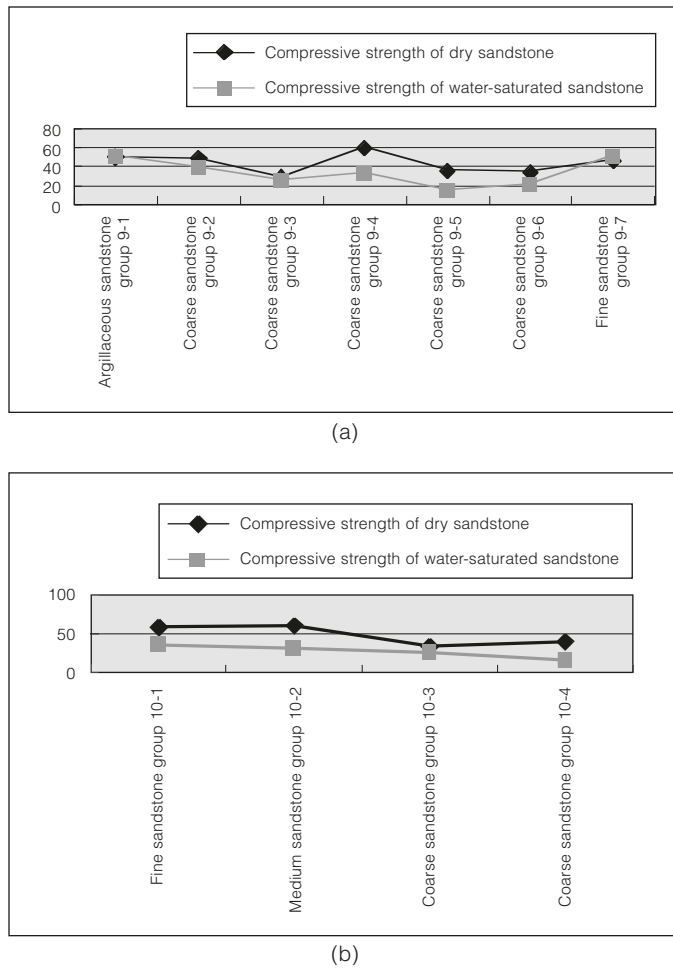 Compressive strength of dry sandstone
Compressive strength of water-saturated sandstone
80
60
40
20
0
Argillaceous sandstone
group 9-1
Coarse sandstone
group 9-2
Coarse sandstone
group 9-3
Coarse sandstone
group 9-4
Coarse sandstone
group 9-5
Coarse sandstone
group 9-6
Fine sandstone
group 9-7
(a)
Compressive strength of dry sandstone
Compressive strength of water-saturated sandstone
100
50
0
Fine sandstone group 10-1
Medium sandstone group 10-2
Coarse sandstone group 10-3
Coarse sandstone group 10-4
(b)